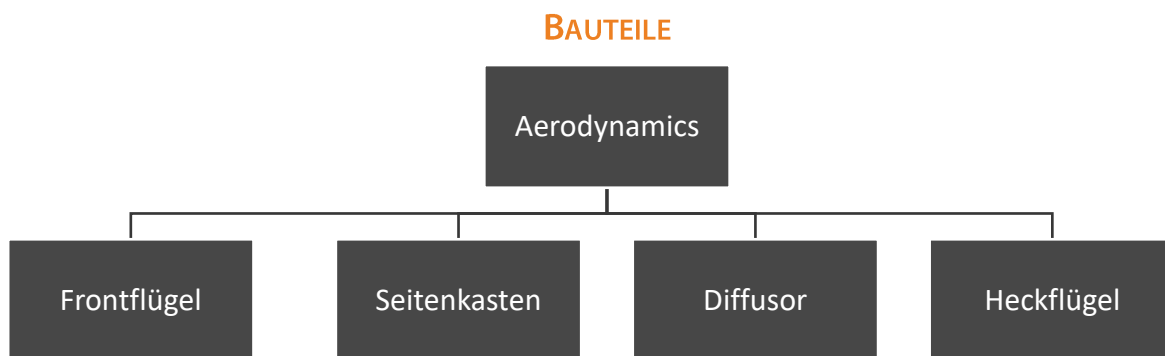 BAUTEILE
Aerodynamics
Frontflügel
Seitenkasten
Diffusor
Heckflügel